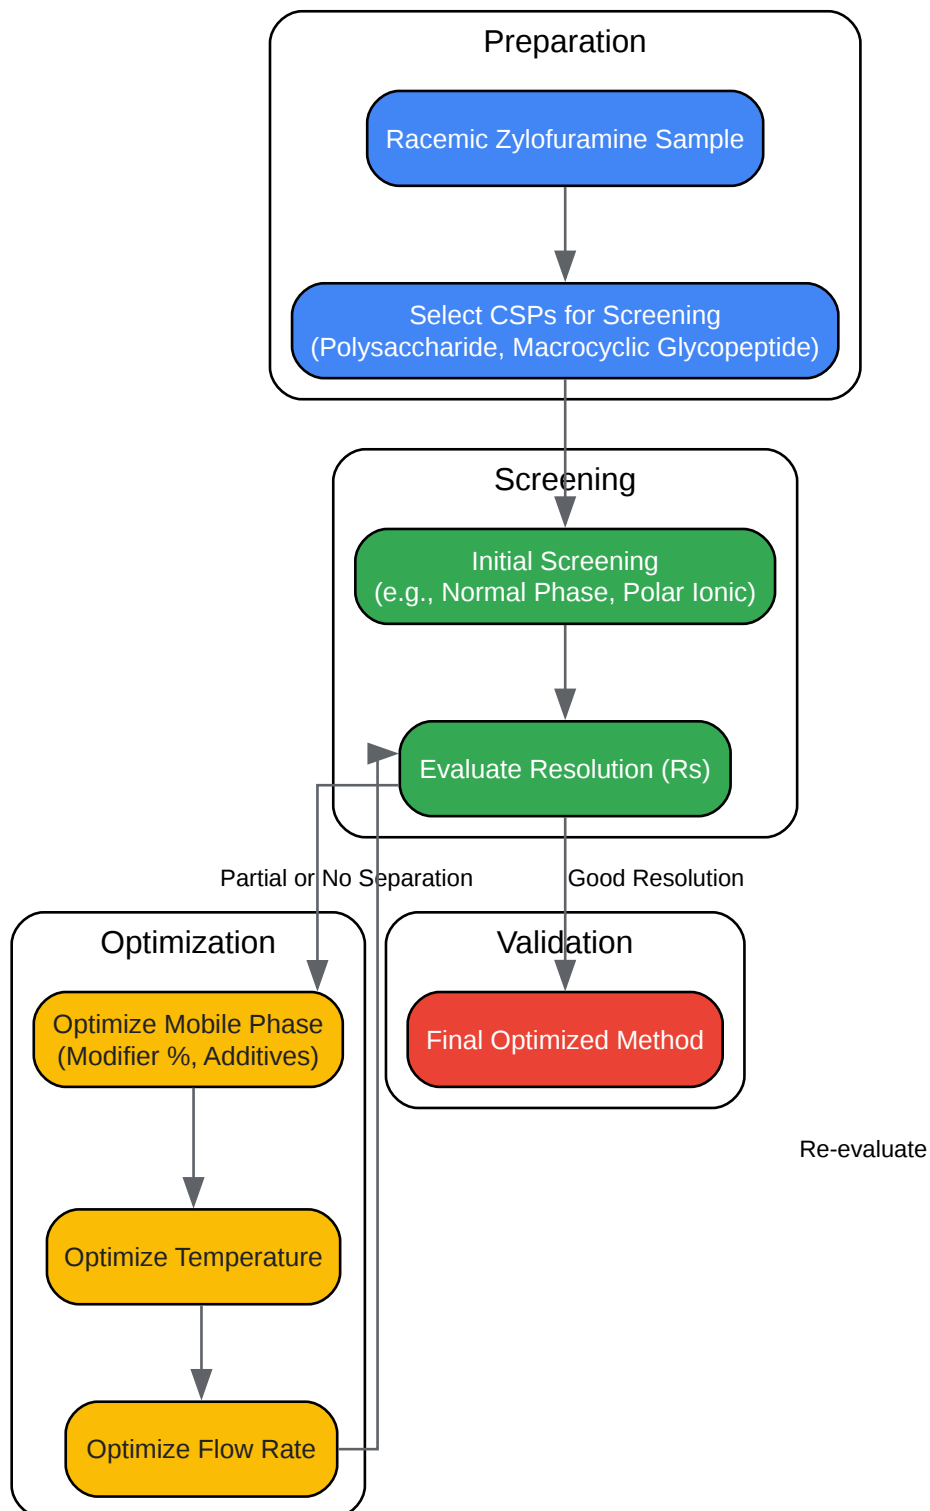 Preparation
Racemic Zylofuramine Sample
Select CSPs for Screening
(Polysaccharide, Macrocyclic Glycopeptide)
Screening
Initial Screening
(e.g., Normal Phase, Polar Ionic)
Evaluate Resolution (Rs)
Partial or No Separation
Good Resolution
Optimization
Validation
Optimize Mobile Phase
(Modifier %, Additives)
Final Optimized Method
Re-evaluate
Optimize Temperature
Optimize Flow Rate